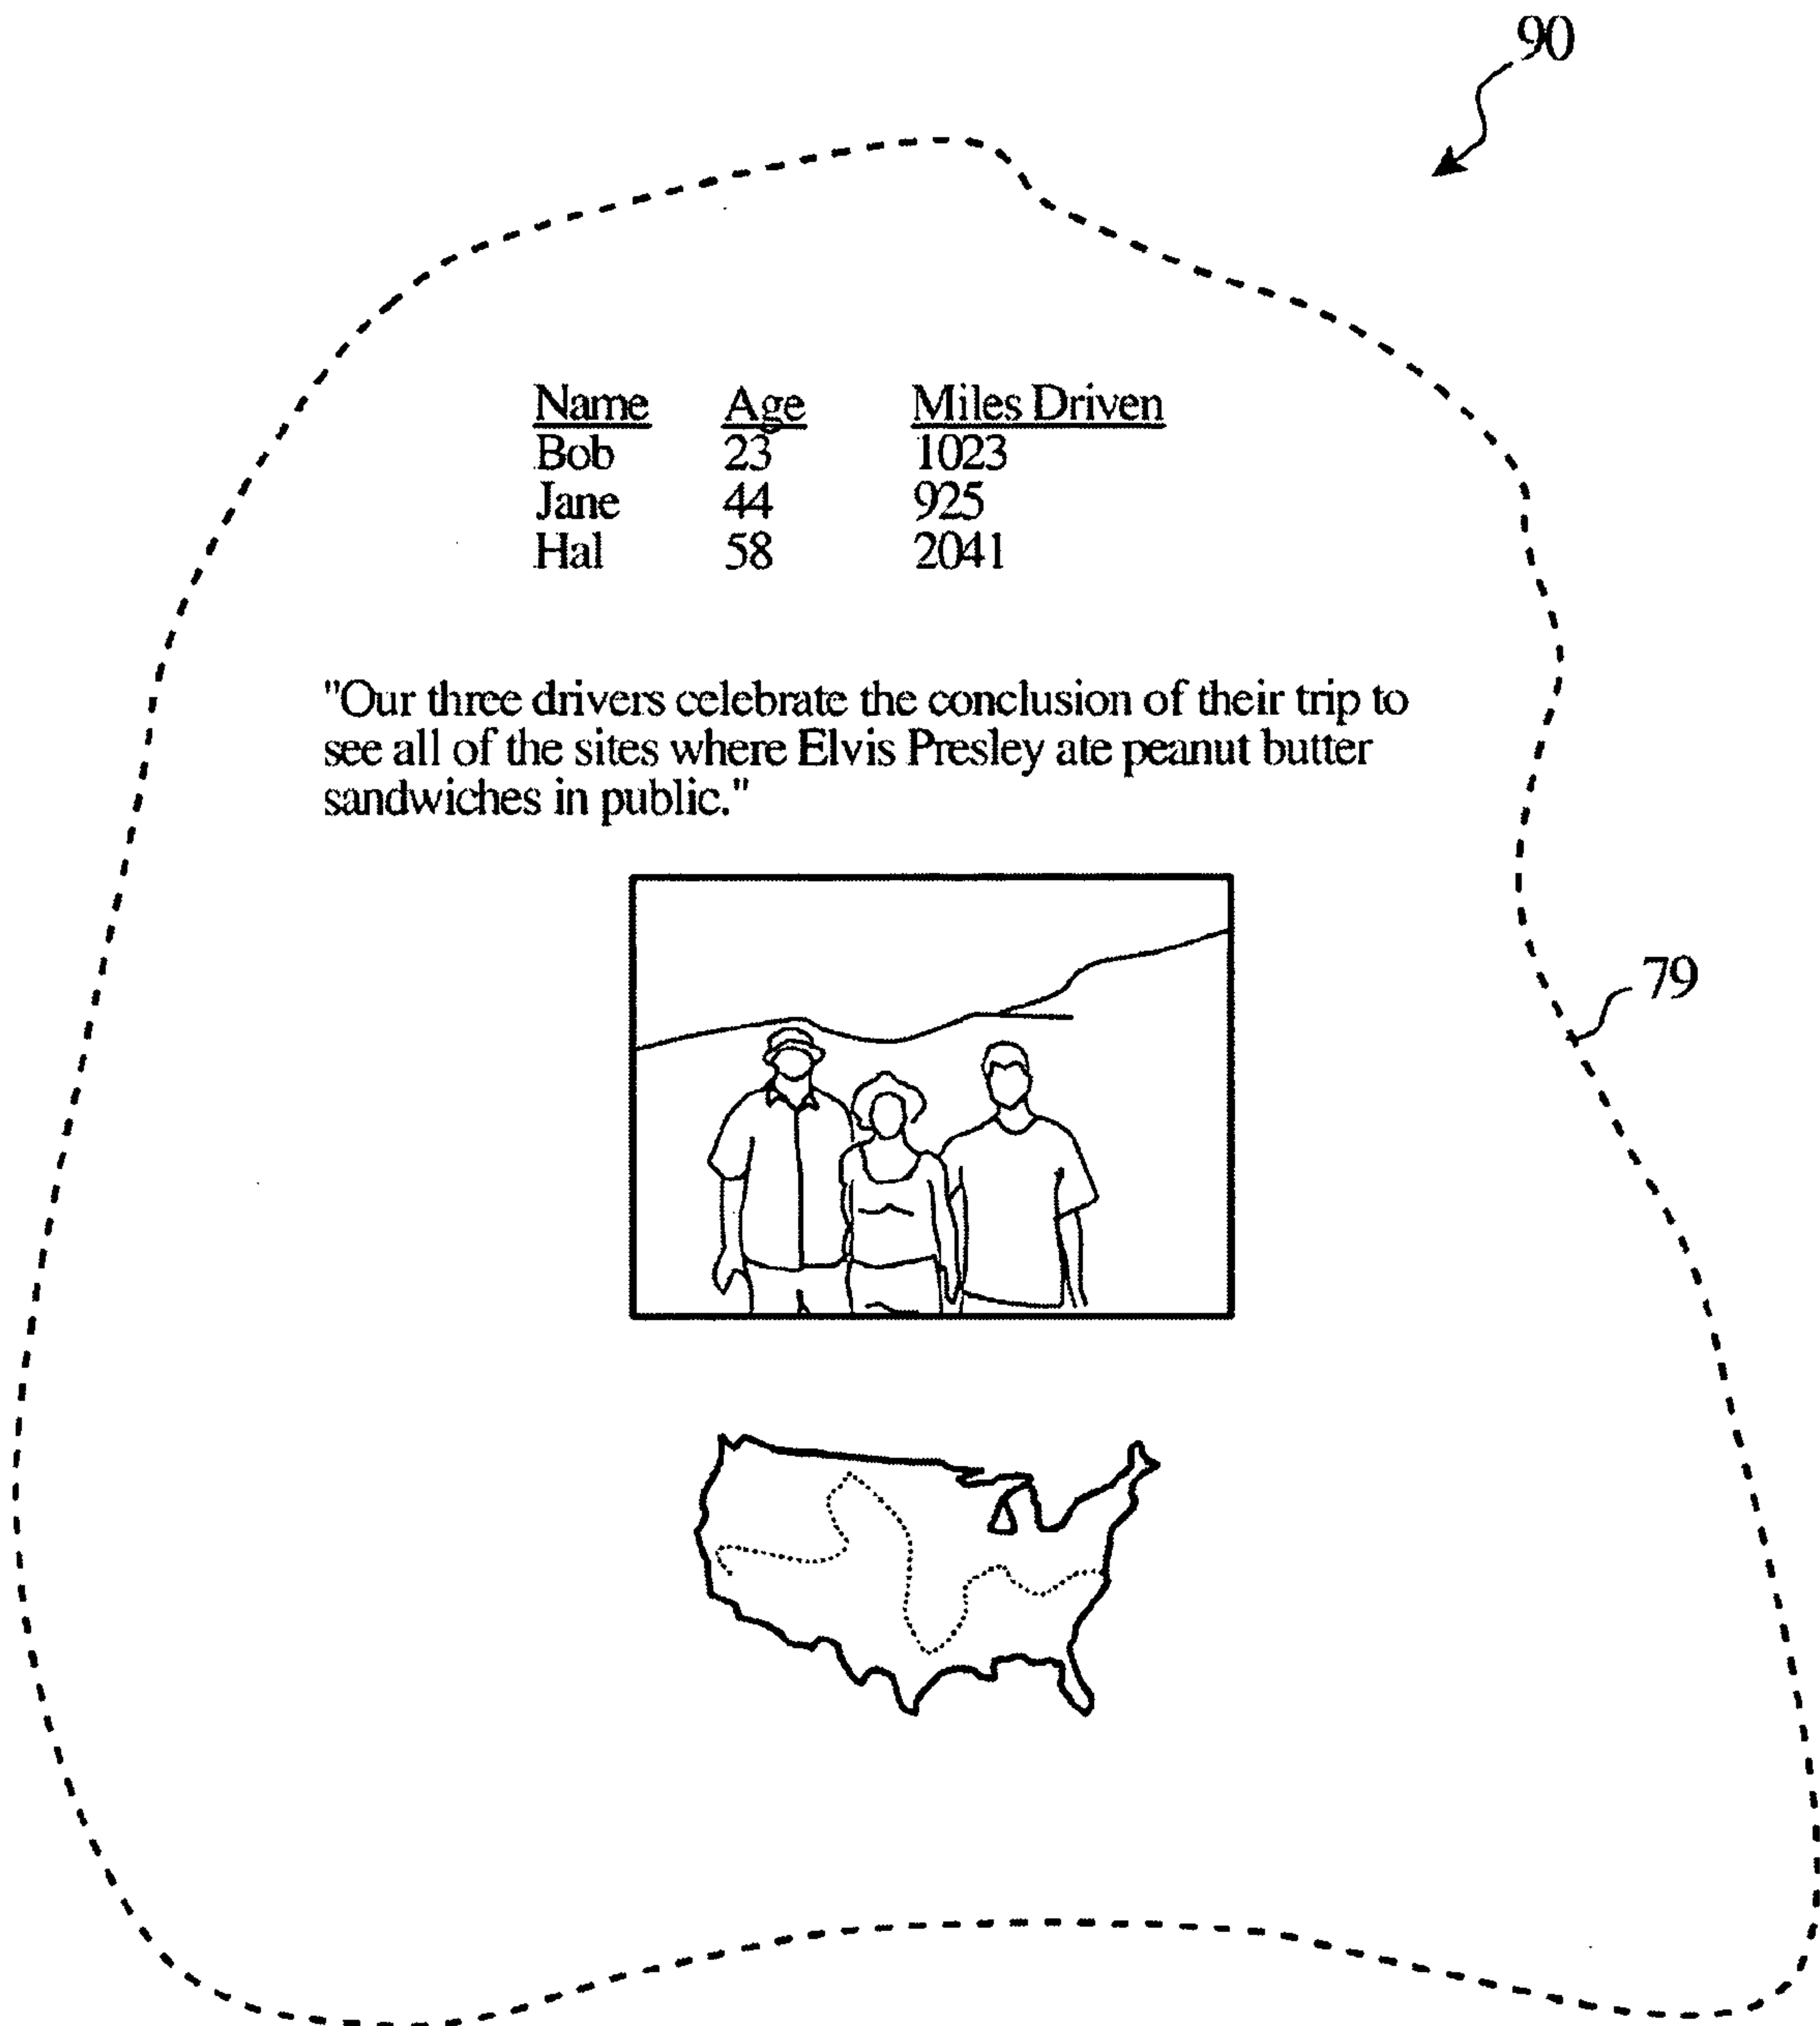 90
Name Age Miles Driven
Bob 23 1023
Jane 44 925
Hal 58 2041
"Our three drivers celebrate the conclusion of their trip to
see all of the sites where Elvis Presley ate peanut butter
sandwiches in public."
79